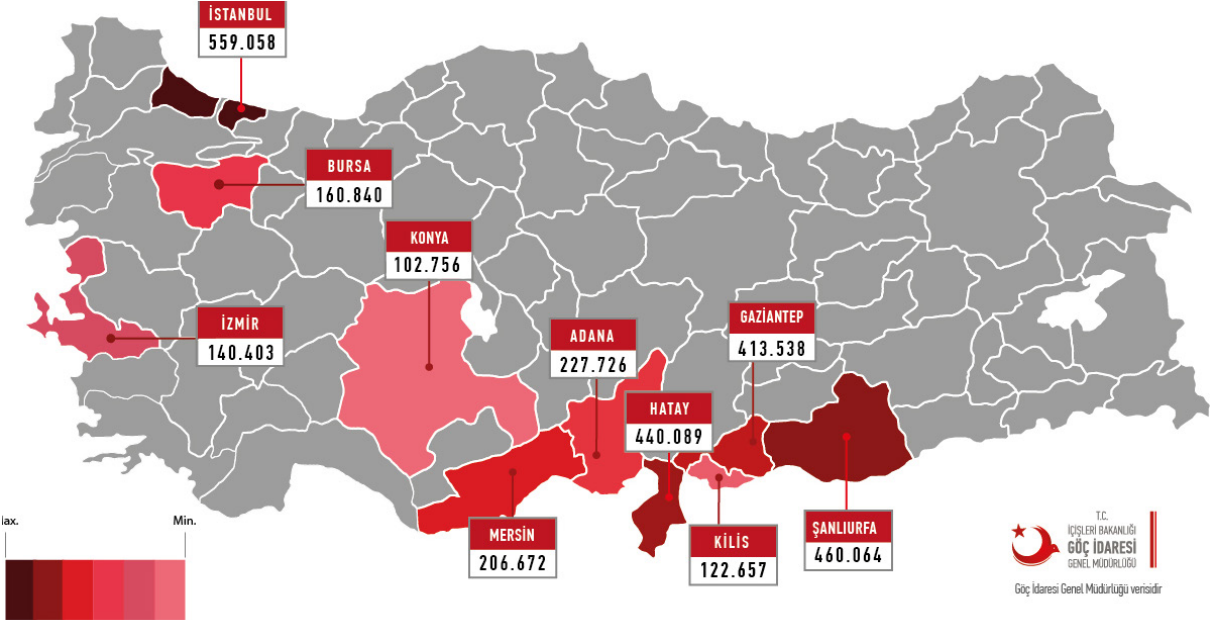 İSTANBUL
559.058
BURSA
160.840
KONYA
102.756
İZMİR
140.403
ADANA
227.726
GAZİANTEP
413.538
HATAY
440.089
MERSİN
206.672
KİLİS
122.657
ŞANLIURFA
460.064
ax.
Min.
T.C.
İÇİŞLERİ BAKANLIĞI
GÖÇ İDARESİ
GENEL MÜDÜRLÜĞÜ
Göç İdaresi Genel Müdürlüğü verisidir